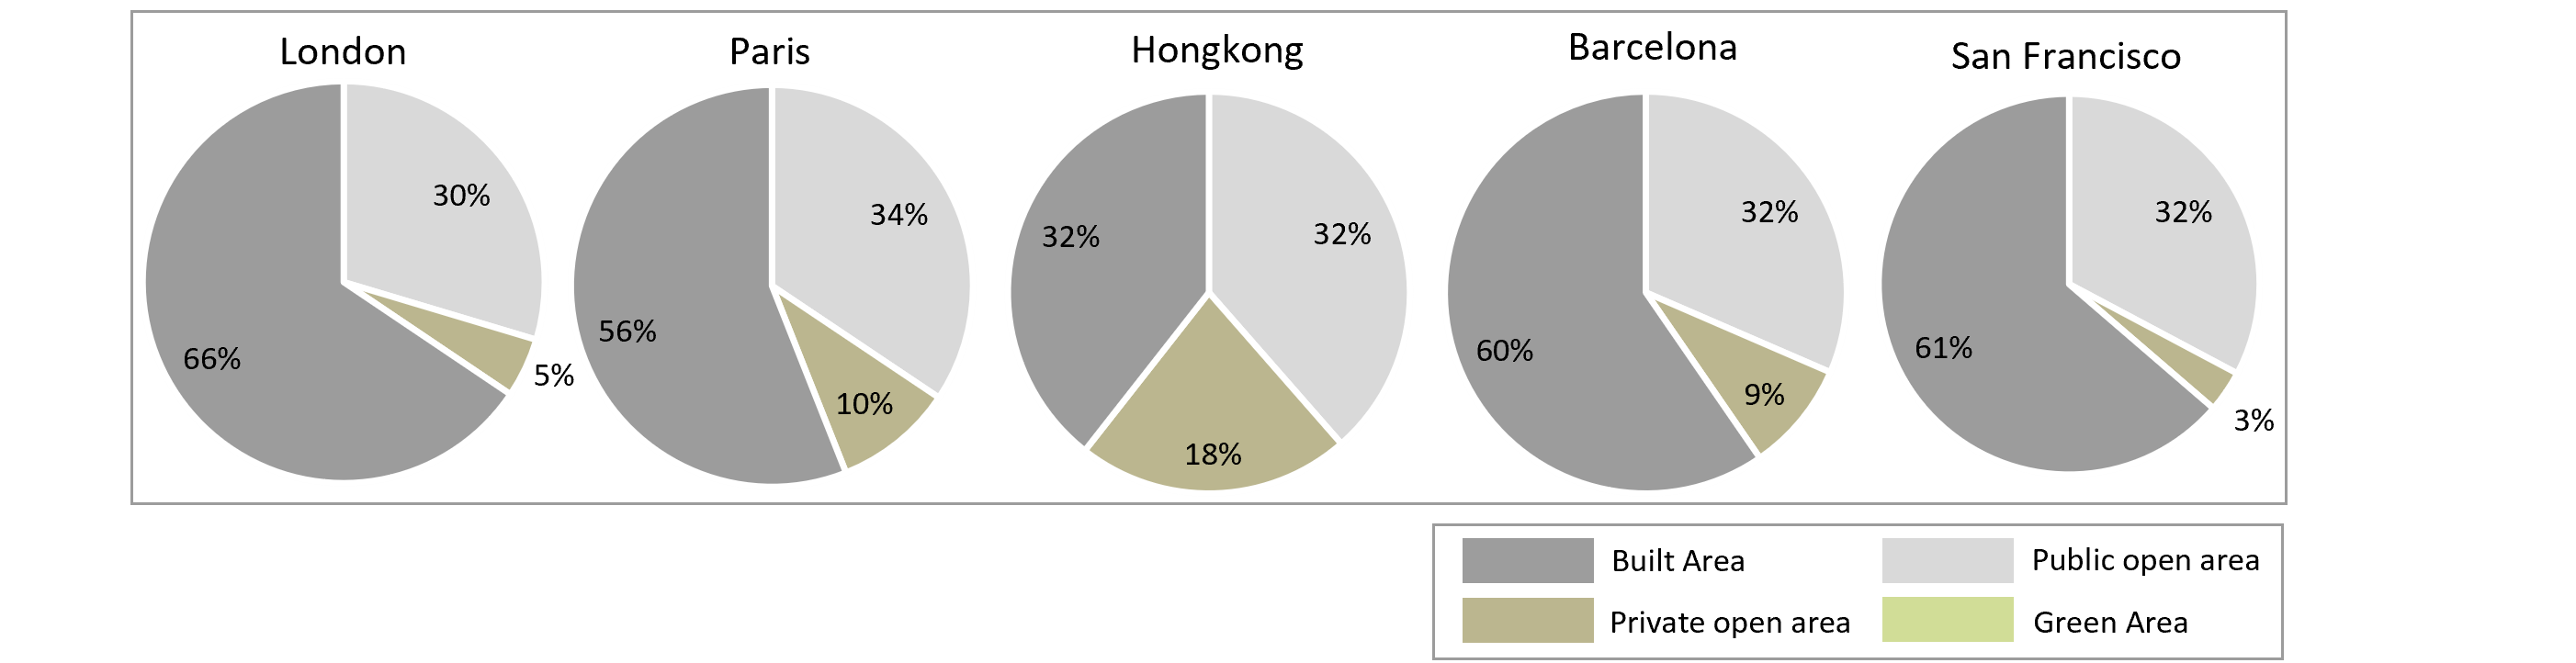 London
Paris
Hongkong
Barcelona
San Francisco
30%
5%
66%
34%
10%
56%
32%
18%
32%
32%
9%
60%
32%
3%
61%
Built Area
Public open area
Private open area
Green Area